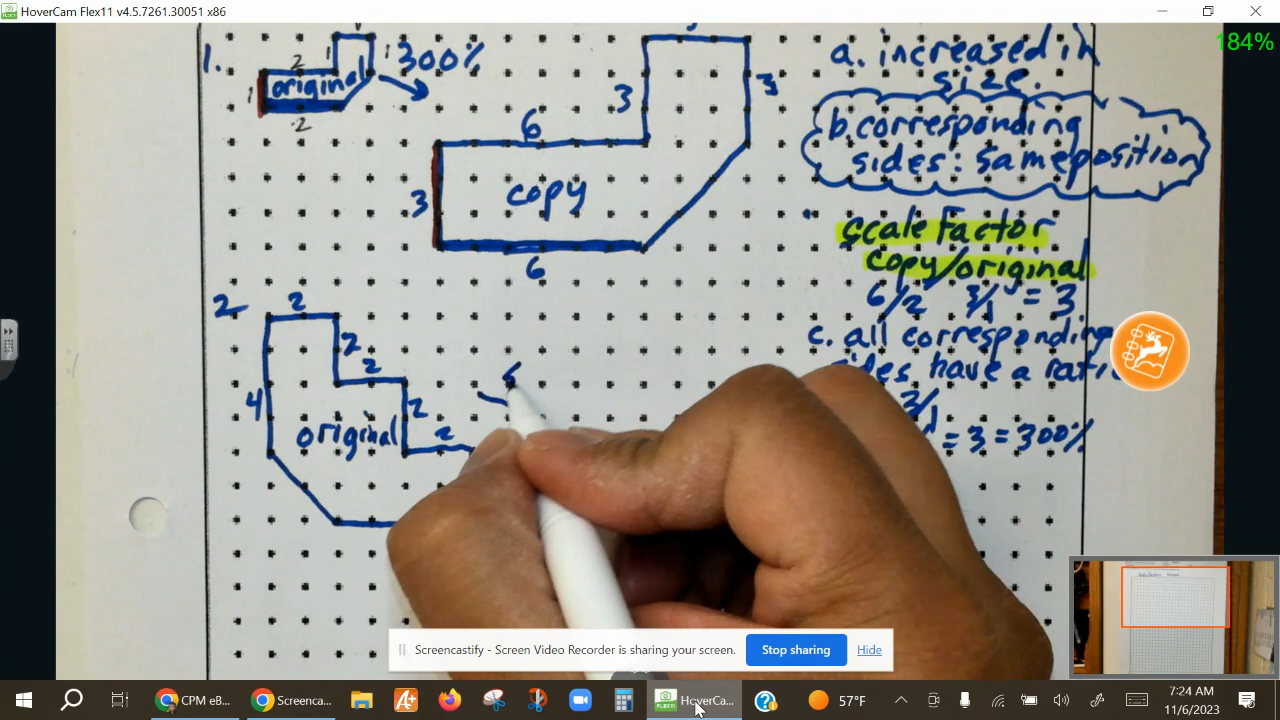 HoverCam Flex11 v4.5.7261.30051 x86
184%
1.
2
1
1
original
1
2
300%
6
3
3
3
copy
6
a. increased in
size.
b. corresponding
sides: same position
scale Factor
copy/original
6/2 3/1 = 3
c. all corresponding
sides have a ratio
3/1
= 3 = 300%
2
2
2
2
4
2
original
2
Screencastify - Screen Video Recorder is sharing your screen.
Stop sharing
Hide
CPM eB...
Screenca...
HoverCa...
57°F
7:24 AM
11/6/2023